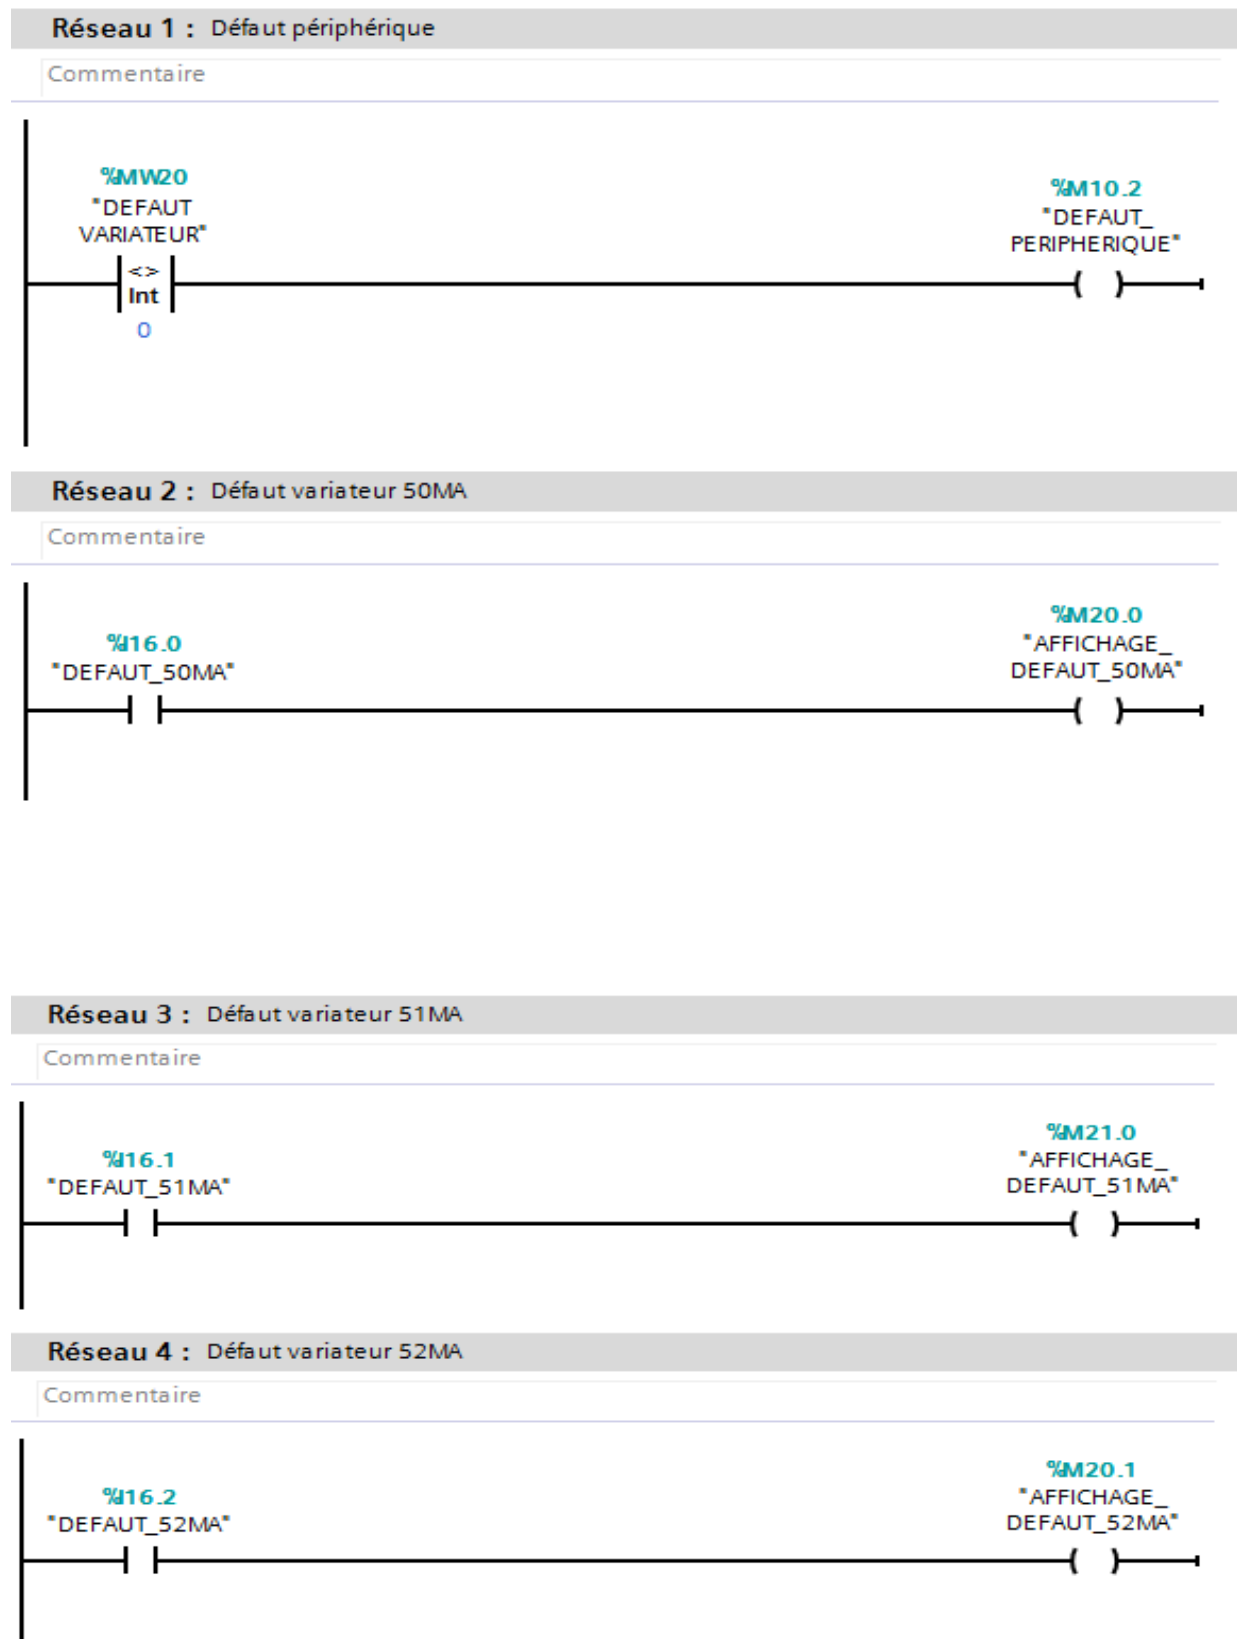 Réseau 1 : Défaut périphérique
Commentaire
%MW20
"DEFAUT
VARIATEUR"
<>
Int
0
%M10.2
"DEFAUT_
PERIPHERIQUE"
Réseau 2 : Défaut variateur 50MA
Commentaire
%I16.0
"DEFAUT_50MA"
%M20.0
"AFFICHAGE_
DEFAUT_50MA"
Réseau 3 : Défaut variateur 51MA
Commentaire
%I16.1
"DEFAUT_51MA"
%M21.0
"AFFICHAGE_
DEFAUT_51MA"
Réseau 4 : Défaut variateur 52MA
Commentaire
%I16.2
"DEFAUT_52MA"
%M20.1
"AFFICHAGE_
DEFAUT_52MA"